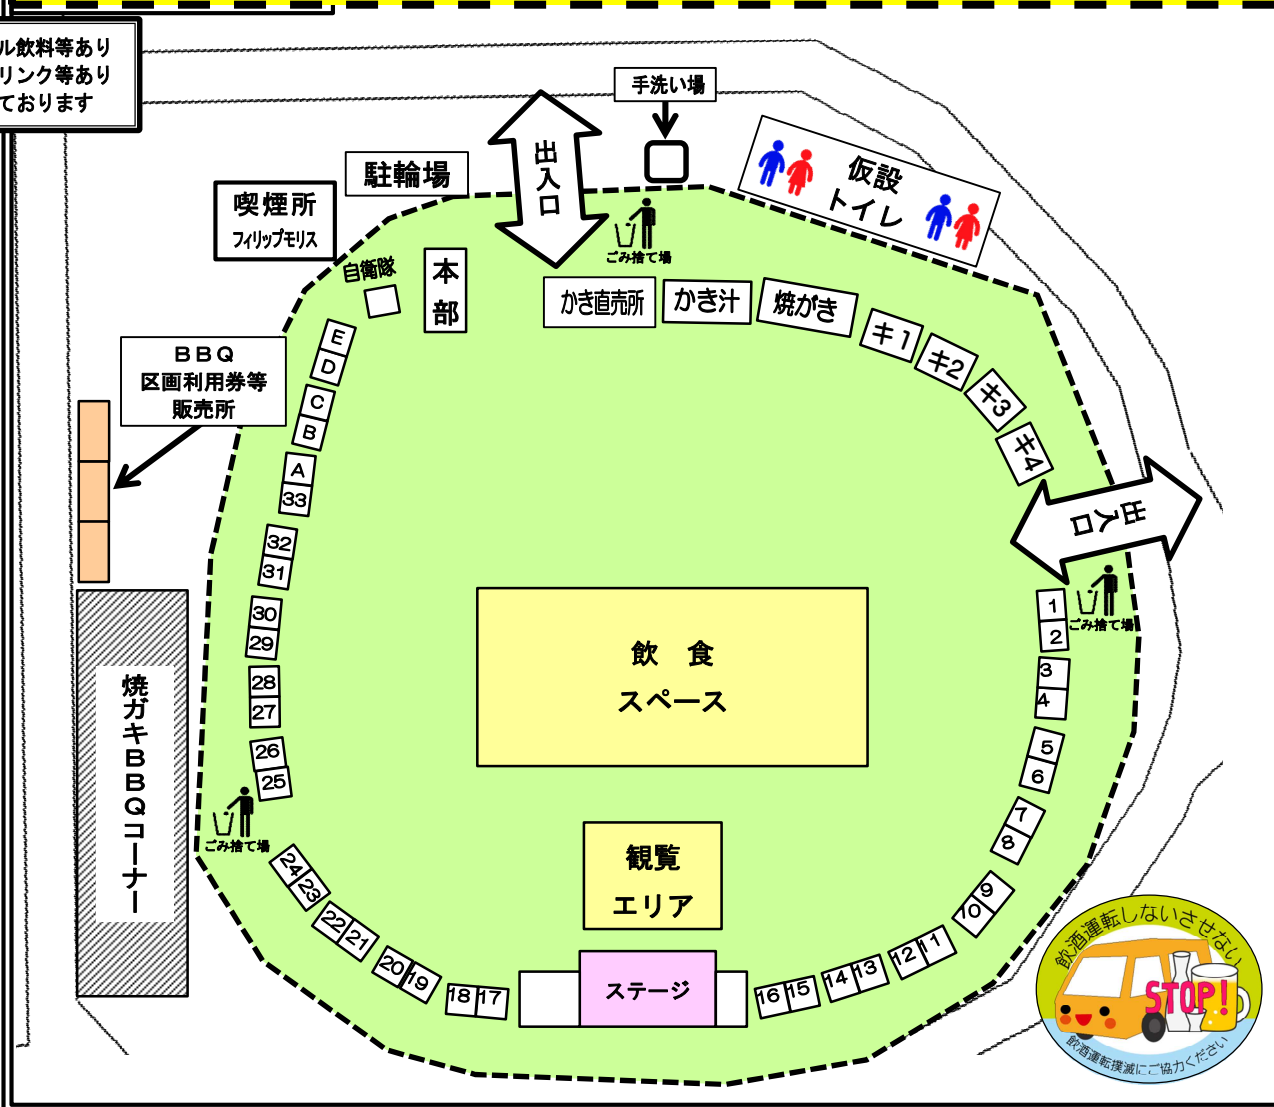 ル飲料等あり
リンク等あり
ております
手洗い場
出入口
駐輪場
仮設
トイレ
喫煙所
フィリップモリス
ごみ捨て場
自衛隊
本部
かき直売所
かき汁
焼がき
キ1
キ2
キ3
キ4
E
D
C
B
A
33
32
31
30
29
28
27
26
25
BBQ
区画利用券等
販売所
出入口
ごみ捨て場
1
2
3
4
5
6
7
8
9
10
飲 食
スペース
焼ガキBBQコーナー
ごみ捨て場
観覧
エリア
24
23
22
21
20
19
18
17
ステージ
16
15
14
13
12
11
飲酒運転しないさせない
STOP!
飲酒運転撲滅にご協力ください